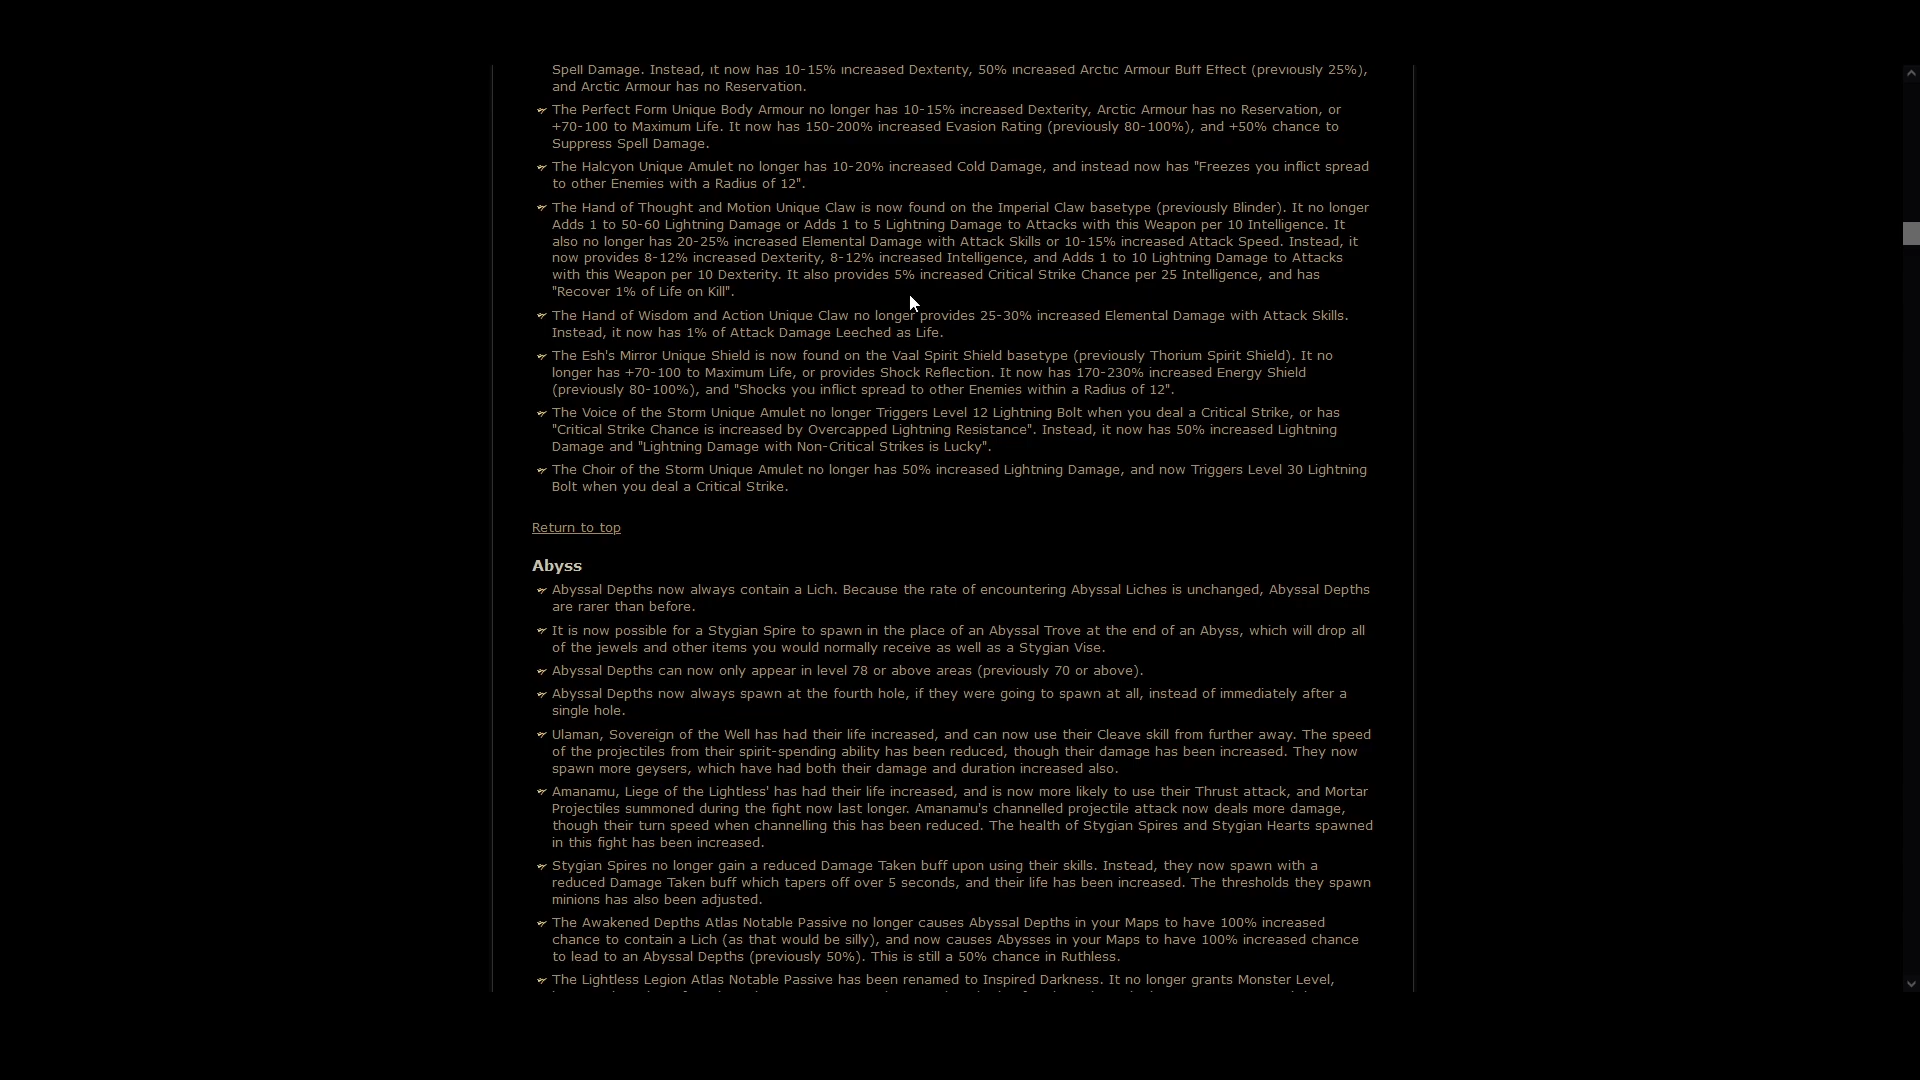 Spell Damage. Instead, it now has 10-15% increased Dexterity, 50% increased Arctic Armour Buff Effect (previously 25%),
and Arctic Armour has no Reservation.
The Perfect Form Unique Body Armour no longer has 10-15% increased Dexterity, Arctic Armour has no Reservation, or
+70-100 to Maximum Life. It now has 150-200% increased Evasion Rating (previously 80-100%), and +50% chance to
Suppress Spell Damage.
The Halcyon Unique Amulet no longer has 10-20% increased Cold Damage, and instead now has "Freezes you inflict spread
to other Enemies with a Radius of 12".
The Hand of Thought and Motion Unique Claw is now found on the Imperial Claw basetype (previously Blinder). It no longer
Adds 1 to 50-60 Lightning Damage or Adds 1 to 5 Lightning Damage to Attacks with this Weapon per 10 Intelligence. It
also no longer has 20-25% increased Elemental Damage with Attack Skills or 10-15% increased Attack Speed. Instead, it
now provides 8-12% increased Dexterity, 8-12% increased Intelligence, and Adds 1 to 10 Lightning Damage to Attacks
with this Weapon per 10 Dexterity. It also provides 5% increased Critical Strike Chance per 25 Intelligence, and has
"Recover 1% of Life on Kill".
The Hand of Wisdom and Action Unique Claw no longer provides 25-30% increased Elemental Damage with Attack Skills.
Instead, it now has 1% of Attack Damage Leeched as Life.
The Esh's Mirror Unique Shield is now found on the Vaal Spirit Shield basetype (previously Thorium Spirit Shield). It no
longer has +70-100 to Maximum Life, or provides Shock Reflection. It now has 170-230% increased Energy Shield
(previously 80-100%), and "Shocks you inflict spread to other Enemies within a Radius of 12".
The Voice of the Storm Unique Amulet no longer Triggers Level 12 Lightning Bolt when you deal a Critical Strike, or has
"Critical Strike Chance is increased by Overcapped Lightning Resistance". Instead, it now has 50% increased Lightning
Damage and "Lightning Damage with Non-Critical Strikes is Lucky".
The Choir of the Storm Unique Amulet no longer has 50% increased Lightning Damage, and now Triggers Level 30 Lightning
Bolt when you deal a Critical Strike.
Return to top
Abyss
Abyssal Depths now always contain a Lich. Because the rate of encountering Abyssal Liches is unchanged, Abyssal Depths
are rarer than before.
It is now possible for a Stygian Spire to spawn in the place of an Abyssal Trove at the end of an Abyss, which will drop all
of the jewels and other items you would normally receive as well as a Stygian Vise.
Abyssal Depths can now only appear in level 78 or above areas (previously 70 or above).
Abyssal Depths now always spawn at the fourth hole, if they were going to spawn at all, instead of immediately after a
single hole.
Ulaman, Sovereign of the Well has had their life increased, and can now use their Cleave skill from further away. The speed
of the projectiles from their spirit-spending ability has been reduced, though their damage has been increased. They now
spawn more geysers, which have had both their damage and duration increased also.
Amanamu, Liege of the Lightless' has had their life increased, and is now more likely to use their Thrust attack, and Mortar
Projectiles summoned during the fight now last longer. Amanamu's channelled projectile attack now deals more damage,
though their turn speed when channelling this has been reduced. The health of Stygian Spires and Stygian Hearts spawned
in this fight has been increased.
Stygian Spires no longer gain a reduced Damage Taken buff upon using their skills. Instead, they now spawn with a
reduced Damage Taken buff which tapers off over 5 seconds, and their life has been increased. The thresholds they spawn
minions has also been adjusted.
The Awakened Depths Atlas Notable Passive no longer causes Abyssal Depths in your Maps to have 100% increased
chance to contain a Lich (as that would be silly), and now causes Abysses in your Maps to have 100% increased chance
to lead to an Abyssal Depths (previously 50%). This is still a 50% chance in Ruthless.
The Lightless Legion Atlas Notable Passive has been renamed to Inspired Darkness. It no longer grants Monster Level,